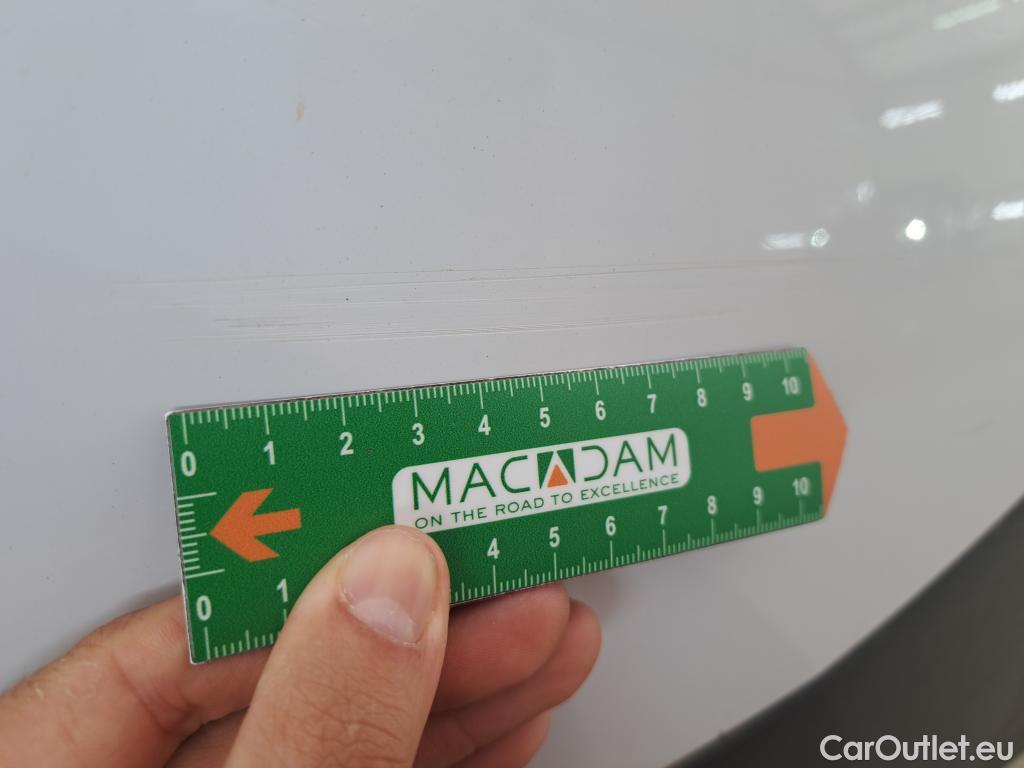 0 1 2 3 4 5 6 7 8 9 10
MACADAM
ON THE ROAD TO EXCELLENCE
0 1 4 5 6 7 8 9 10
CarOutlet.eu